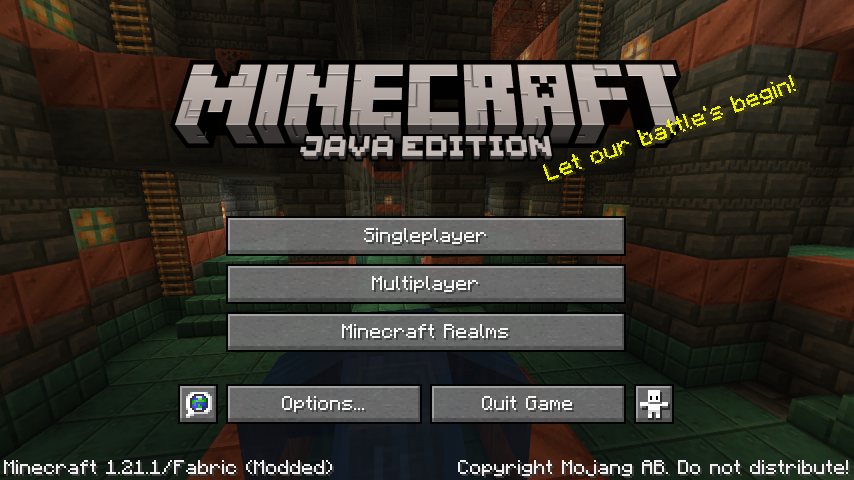 MINECRAFT
JAVA EDITION
Let our battle's begin!
Singleplayer
Multiplayer
Minecraft Realms
Options...
Quit Game
Minecraft 1.21.1/Fabric (Modded)
Copyright Mojang AB. Do not distribute!